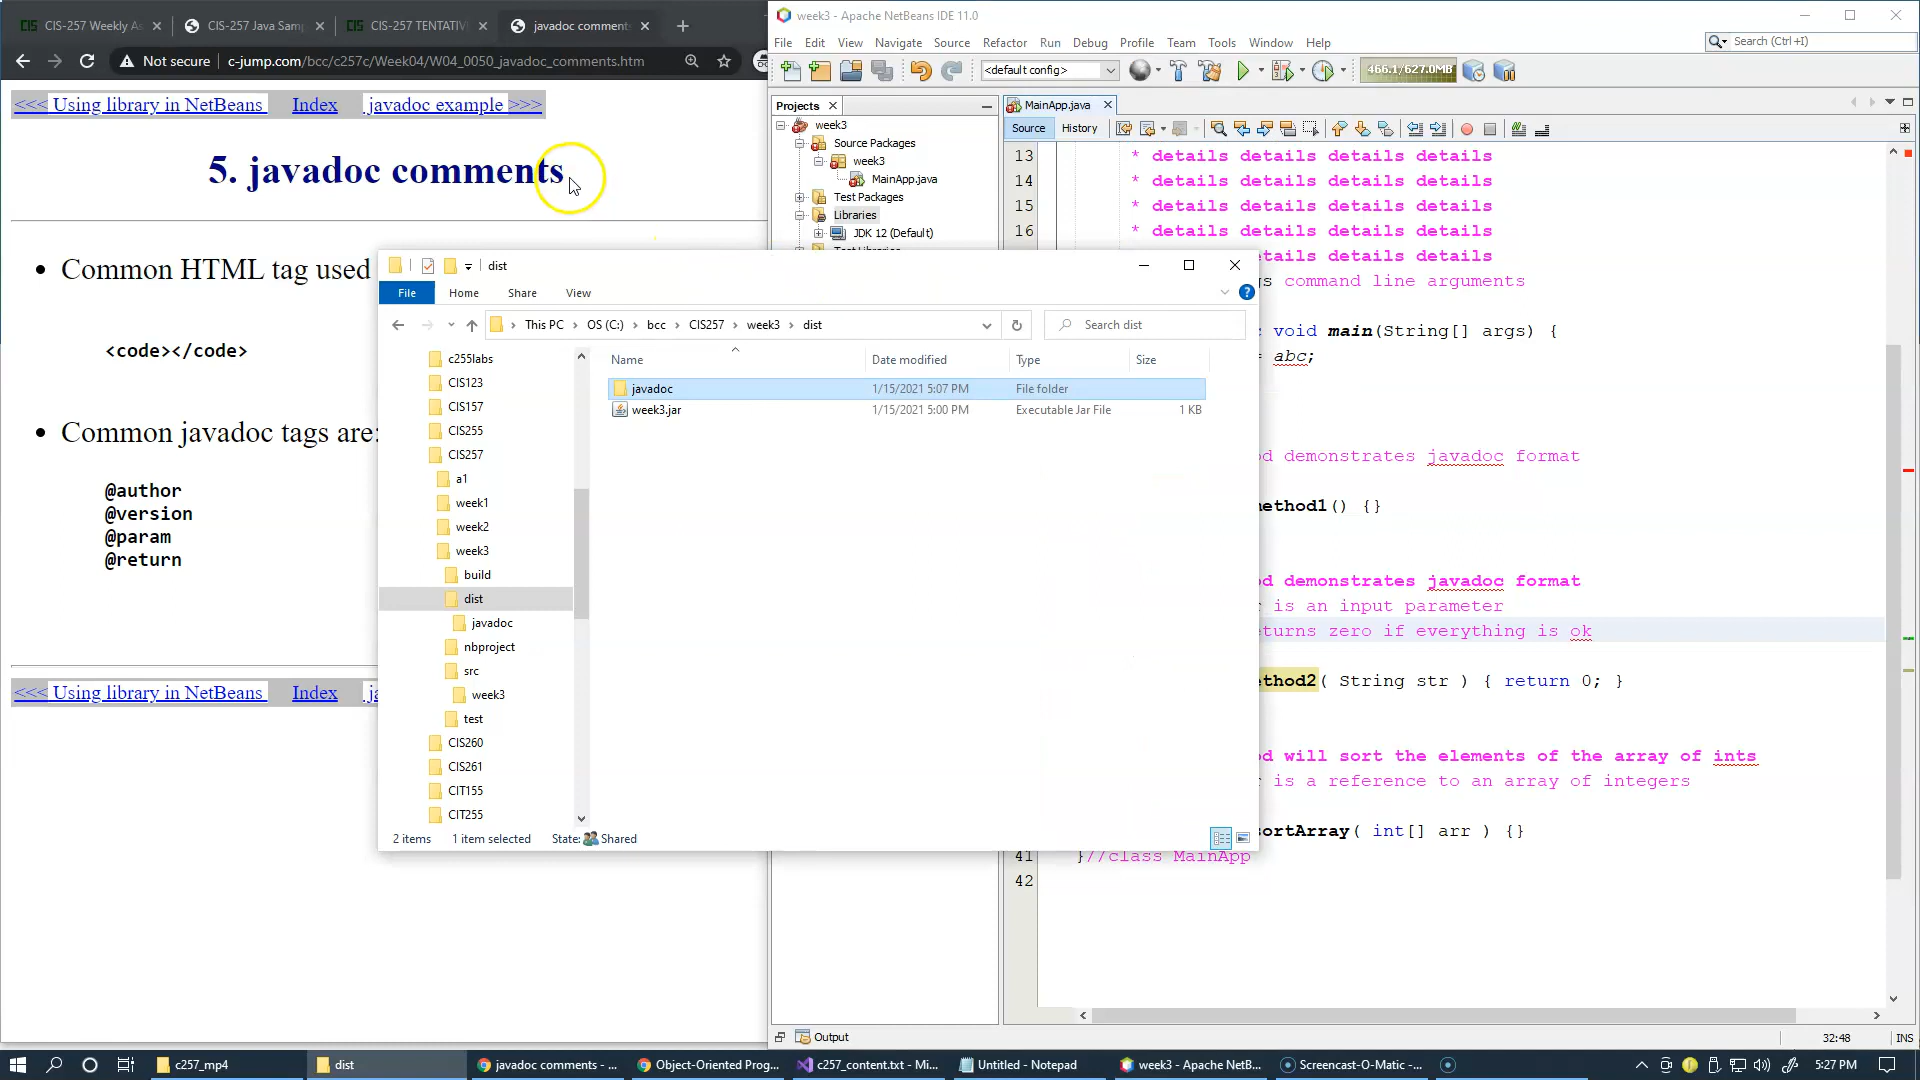 CIS-257 Weekly As
CIS-257 Java Sam
CIS-257 TENTATIV
javadoc comment
Not secure
c-jump.com/bcc/c257c/Week04/W04_0050_javadoc_comments.htm
<<< Using library in NetBeans Index javadoc example >>>
5. javadoc comments
Common HTML tag used
<code></code>
Common javadoc tags are:
@author
@version
@param
@return
<<< Using library in NetBeans Index ja
week3 - Apache NetBeans IDE 11.0
File Edit View Navigate Source Refactor Run Debug Profile Team Tools Window Help
Search (Ctrl+I)
<default config>
466.1/627.0MB
Projects
MainApp.java
week3
Source Packages
week3
MainApp.java
Test Packages
Libraries
JDK 12 (Default)
Source History
13 * details details details details
14 * details details details details
15 * details details details details
16 * details details details details
etails details details
gs command line arguments
c void main(String[] args) {
= abc;
od demonstrates javadoc format
method1() {}
od demonstrates javadoc format
r is an input parameter
eturns zero if everything is ok
ethod2( String str ) { return 0; }
od will sort the elements of the array of ints
r is a reference to an array of integers
sortArray( int[] arr ) {}
41 }//class MainApp
42
Output
32:48 INS
dist
File Home Share View
This PC OS (C:) bcc CIS257 week3 dist
Search dist
Name Date modified Type Size
javadoc 1/15/2021 5:07 PM File folder
week3.jar 1/15/2021 5:00 PM Executable Jar File 1 KB
c255labs
CIS123
CIS157
CIS255
CIS257
a1
week1
week2
week3
build
dist
javadoc
nbproject
src
week3
test
CIS260
CIS261
CIT155
CIT255
2 items 1 item selected State: Shared
c257_mp4
dist
javadoc comments - ...
Object-Oriented Prog...
c257_content.txt - Mi...
Untitled - Notepad
week3 - Apache NetB...
Screencast-O-Matic -...
5:27 PM